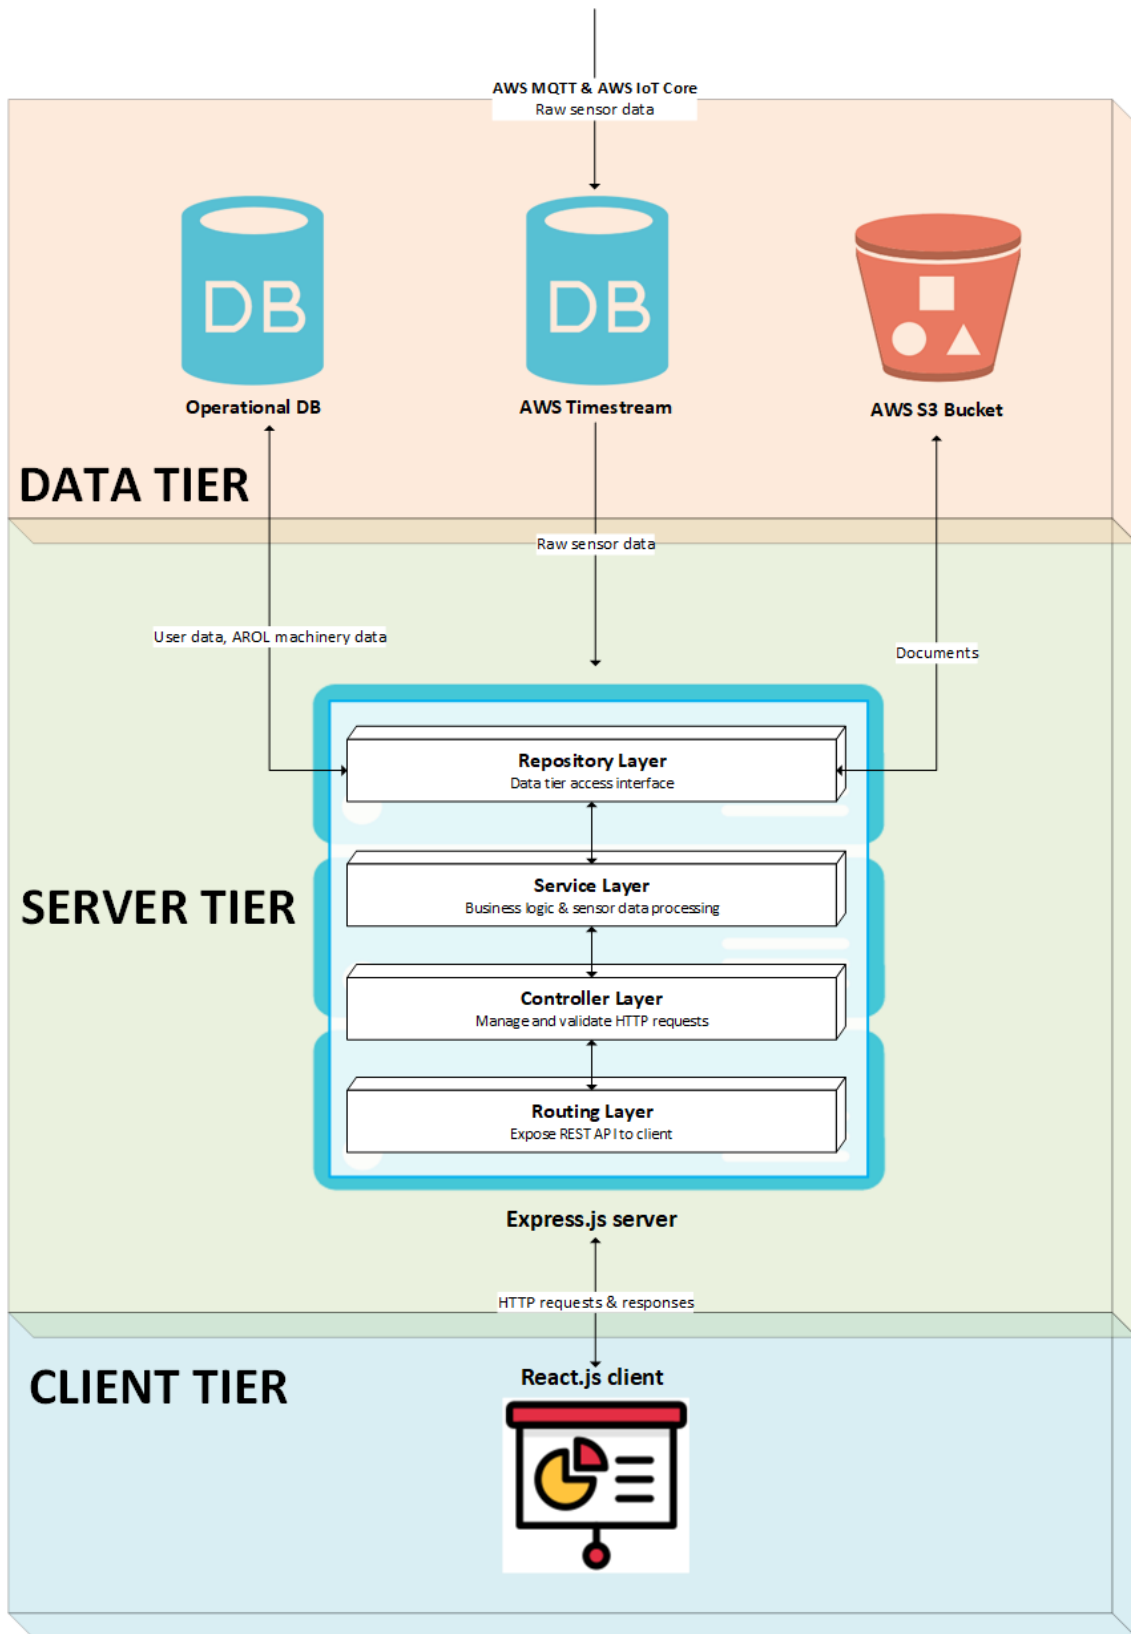 AWS MQTT & AWS IoT Core
Raw sensor data
DB
DB
Operational DB
AWS Timestream
AWS S3 Bucket
DATA TIER
Raw sensor data
User data, AROL machinery data
Documents
Repository Layer
Data tier access interface
SERVER TIER
Service Layer
Business logic & sensor data processing
Controller Layer
Manage and validate HTTP requests
Routing Layer
Expose REST API to client
Express.js server
HTTP requests & responses
CLIENT TIER
React.js client